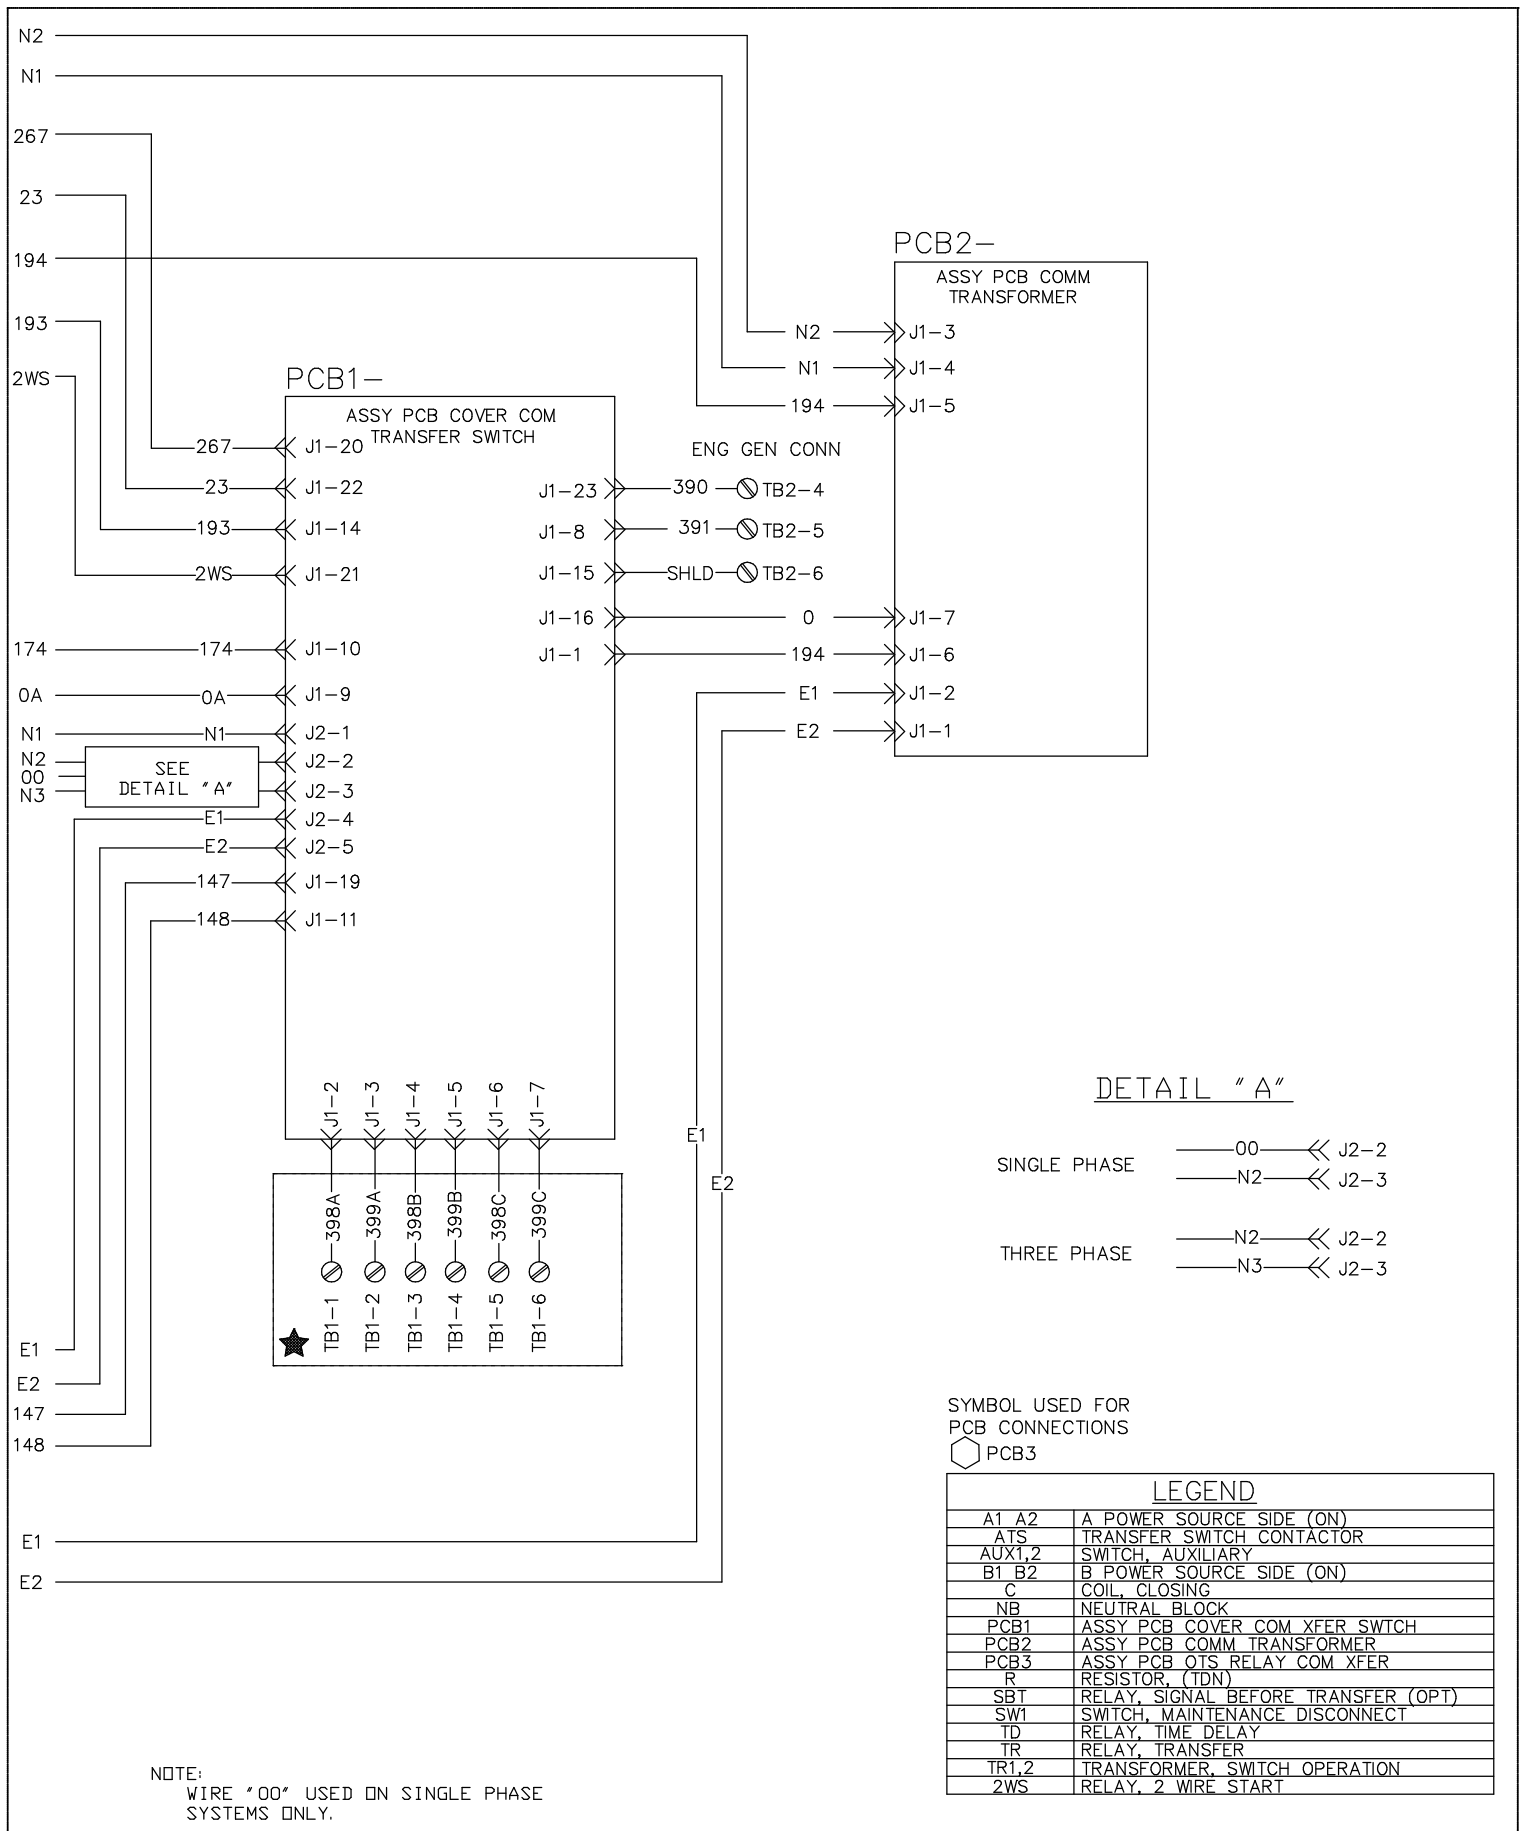 N2
N1
267
23
194
193
2WS
PCB2-
ASSY PCB COMM
TRANSFORMER
N2 J1-3
N1 J1-4
194 J1-5
0 J1-7
194 J1-6
E1 J1-2
E2 J1-1
PCB1-
ASSY PCB COVER COM
TRANSFER SWITCH
267 J1-20
23 J1-22
193 J1-14
2WS J1-21
174 174 J1-10
0A 0A J1-9
N1 N1 J2-1
N2 J2-2
00
N3 J2-3
SEE
DETAIL "A"
E1 J2-4
E2 J2-5
147 J1-19
148 J1-11
ENG GEN CONN
J1-23 390 TB2-4
J1-8 391 TB2-5
J1-15 SHLD TB2-6
J1-16
J1-1
J1-2 398A TB1-1
J1-3 399A TB1-2
J1-4 398B TB1-3
J1-5 399B TB1-4
J1-6 398C TB1-5
J1-7 399C TB1-6
E1
E2
E1
E2
147
148
E1
E2
DETAIL "A"
SINGLE PHASE
00 J2-2
N2 J2-3
THREE PHASE
N2 J2-2
N3 J2-3
SYMBOL USED FOR
PCB CONNECTIONS
PCB3
LEGEND
A1 A2 A POWER SOURCE SIDE (ON)
ATS TRANSFER SWITCH CONTACTOR
AUX1,2 SWITCH, AUXILIARY
B1 B2 B POWER SOURCE SIDE (ON)
C COIL, CLOSING
NB NEUTRAL BLOCK
PCB1 ASSY PCB COVER COM XFER SWTCH
PCB2 ASSY PCB COMM TRANSFORMER
PCB3 ASSY PCB OTS RELAY COM XFER
R RESISTOR, (TDN)
SBT RELAY, SIGNAL BEFORE TRANSFER (OPT)
SW1 SWITCH, MAINTENANCE DISCONNECT
TD RELAY, TIME DELAY
TR RELAY, TRANSFER
TR1,2 TRANSFORMER, SWITCH OPERATION
2WS RELAY, 2 WIRE START
NOTE:
WIRE "00" USED ON SINGLE PHASE
SYSTEMS ONLY.